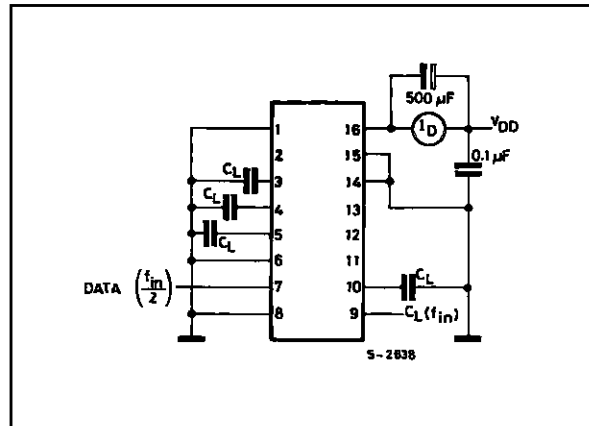 500 µF
I_D
V_DD
0.1 µF
1
2
3
4
5
6
7
8
16
15
14
13
12
11
10
9
C_L
C_L
C_L
C_L
DATA (f_in/2)
C_L (f_in)
S-2638